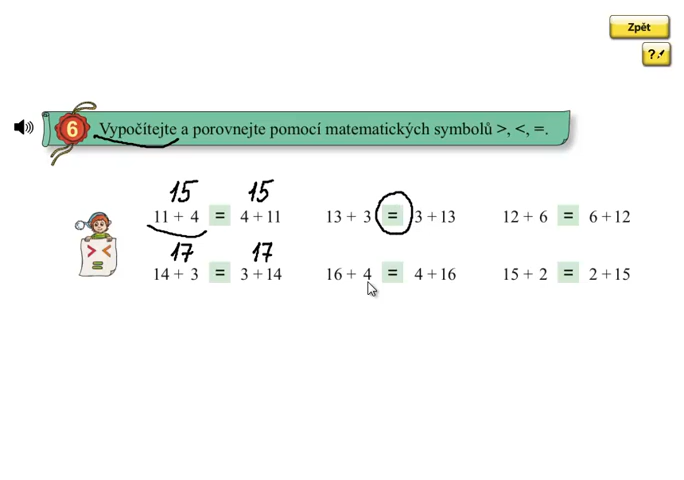 Zpět
?
6 Vypočítejte a porovnejte pomocí matematických symbolů >, <, =.
15 15
11 + 4 = 4 + 11 13 + 3 = 3 + 13 12 + 6 = 6 + 12
> <
=
17 17
14 + 3 = 3 + 14 16 + 4 = 4 + 16 15 + 2 = 2 + 15